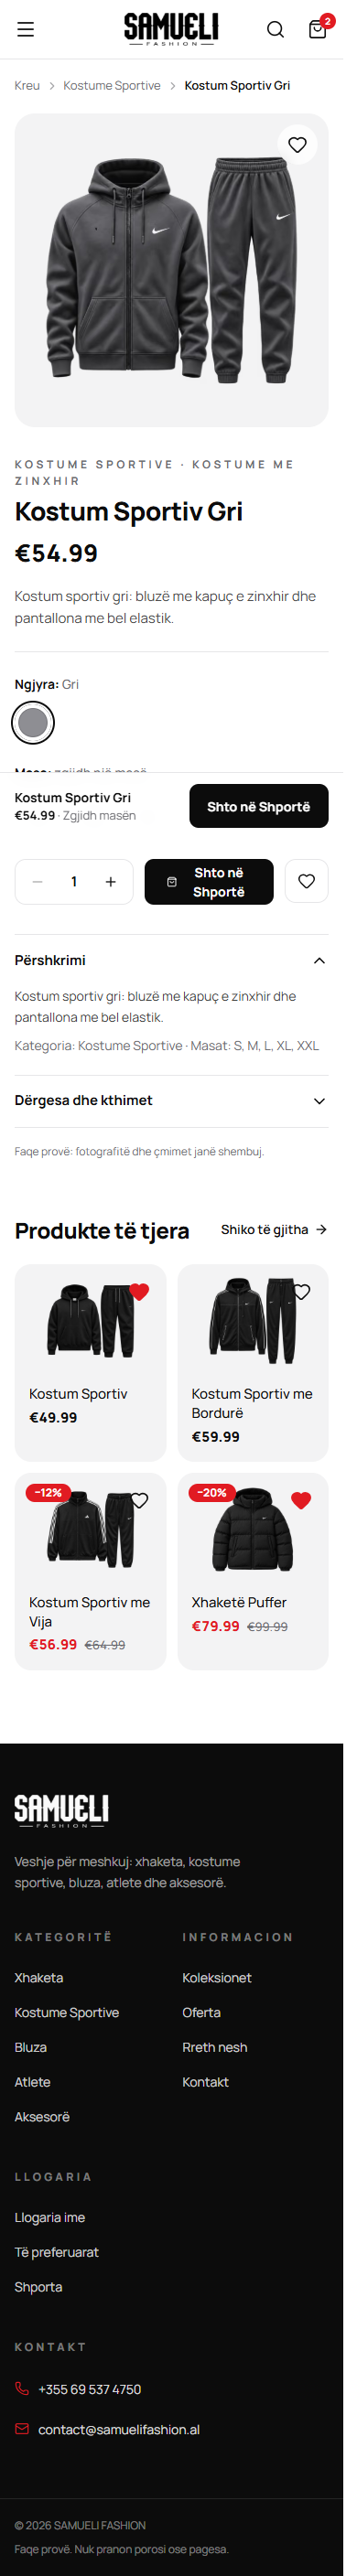 SAMUELI
FASHION
2
Kreu > Kostume Sportive > Kostum Sportiv Gri
KOSTUME SPORTIVE · KOSTUME ME
ZINXHIR
Kostum Sportiv Gri
€54.99
Kostum sportiv gri: bluzë me kapuç e zinxhir dhe
pantallona me bel elastik.
Ngjyra: Gri
Kostum Sportiv Gri
€54.99 · Zgjidh masën
Shto në Shportë
1
Shto në
Shportë
Përshkrimi
Kostum sportiv gri: bluzë me kapuç e zinxhir dhe
pantallona me bel elastik.
Kategoria: Kostume Sportive · Masat: S, M, L, XL, XXL
Dërgesa dhe kthimet
Faqe provë: fotografitë dhe çmimet janë shembuj.
Produkte të tjera
Shiko të gjitha →
Kostum Sportiv
€49.99
Kostum Sportiv me
Bordurë
€59.99
−12%
Kostum Sportiv me
Vija
€56.99 €64.99
−20%
Xhaketë Puffer
€79.99 €99.99
SAMUELI
FASHION
Veshje për meshkuj: xhaketa, kostume
sportive, bluza, atlete dhe aksesorë.
KATEGORITË
Xhaketa
Kostume Sportive
Bluza
Atlete
Aksesorë
INFORMACION
Koleksionet
Oferta
Rreth nesh
Kontakt
LLOGARIA
Llogaria ime
Të preferuarat
Shporta
KONTAKT
+355 69 537 4750
contact@samuelifashion.al
© 2026 SAMUELI FASHION
Faqe provë. Nuk pranon porosi ose pagesa.